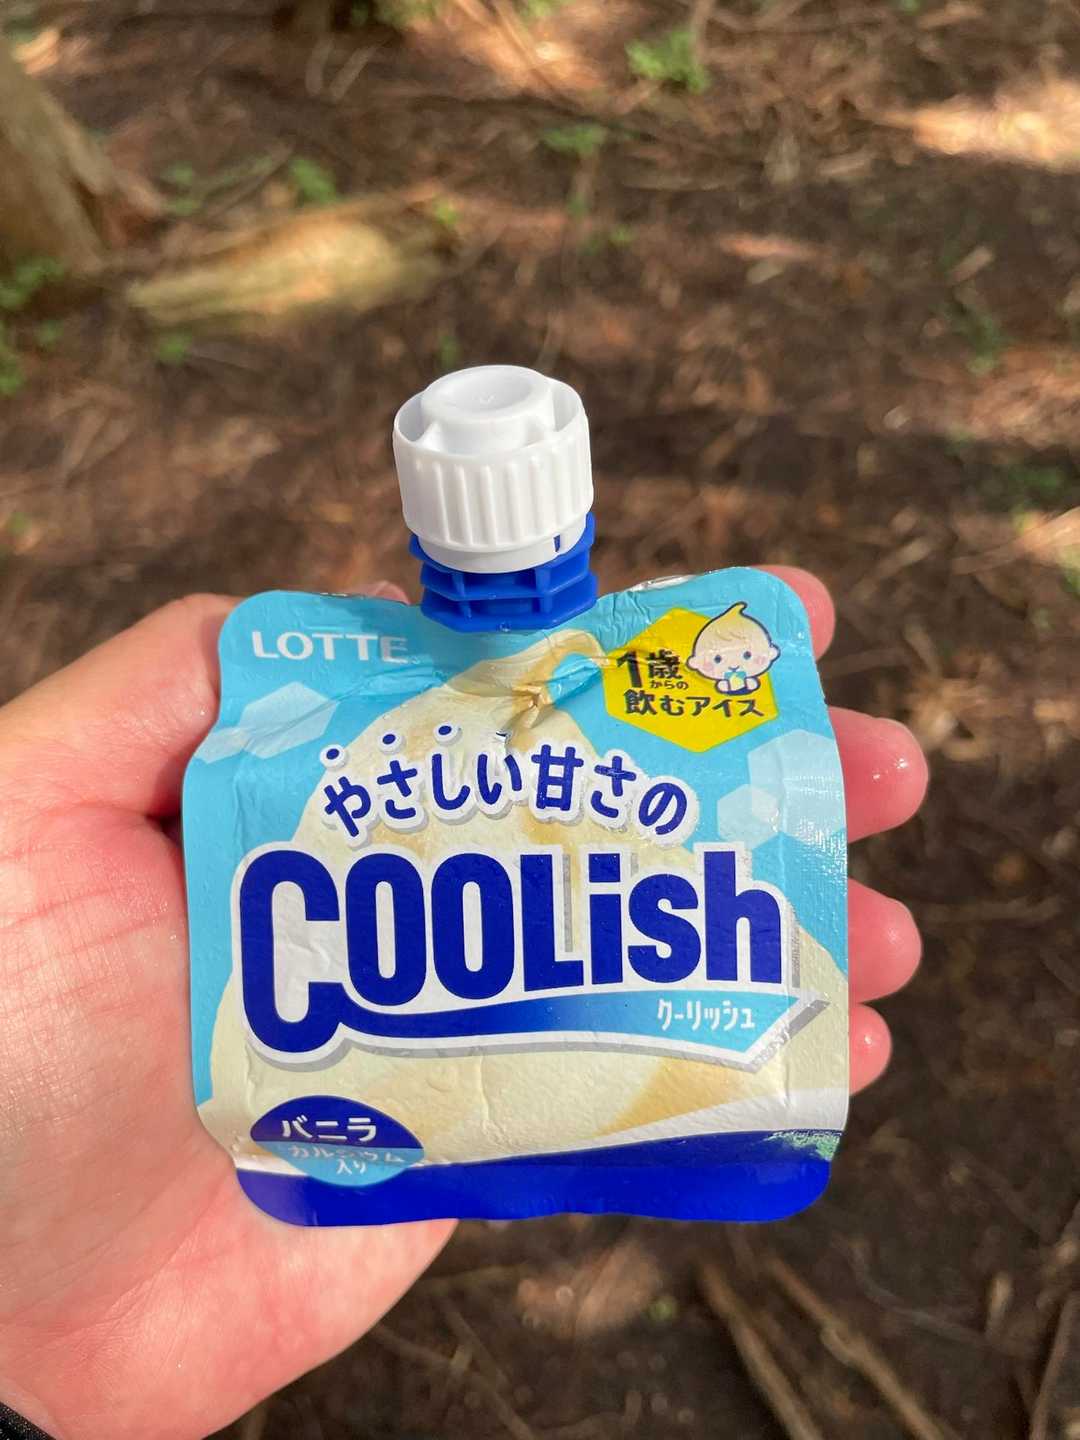 LOTTE
1歳
からの
飲むアイス
やさしい甘さの
COOLish
クーリッシュ
バニラ
カルシウム
入り